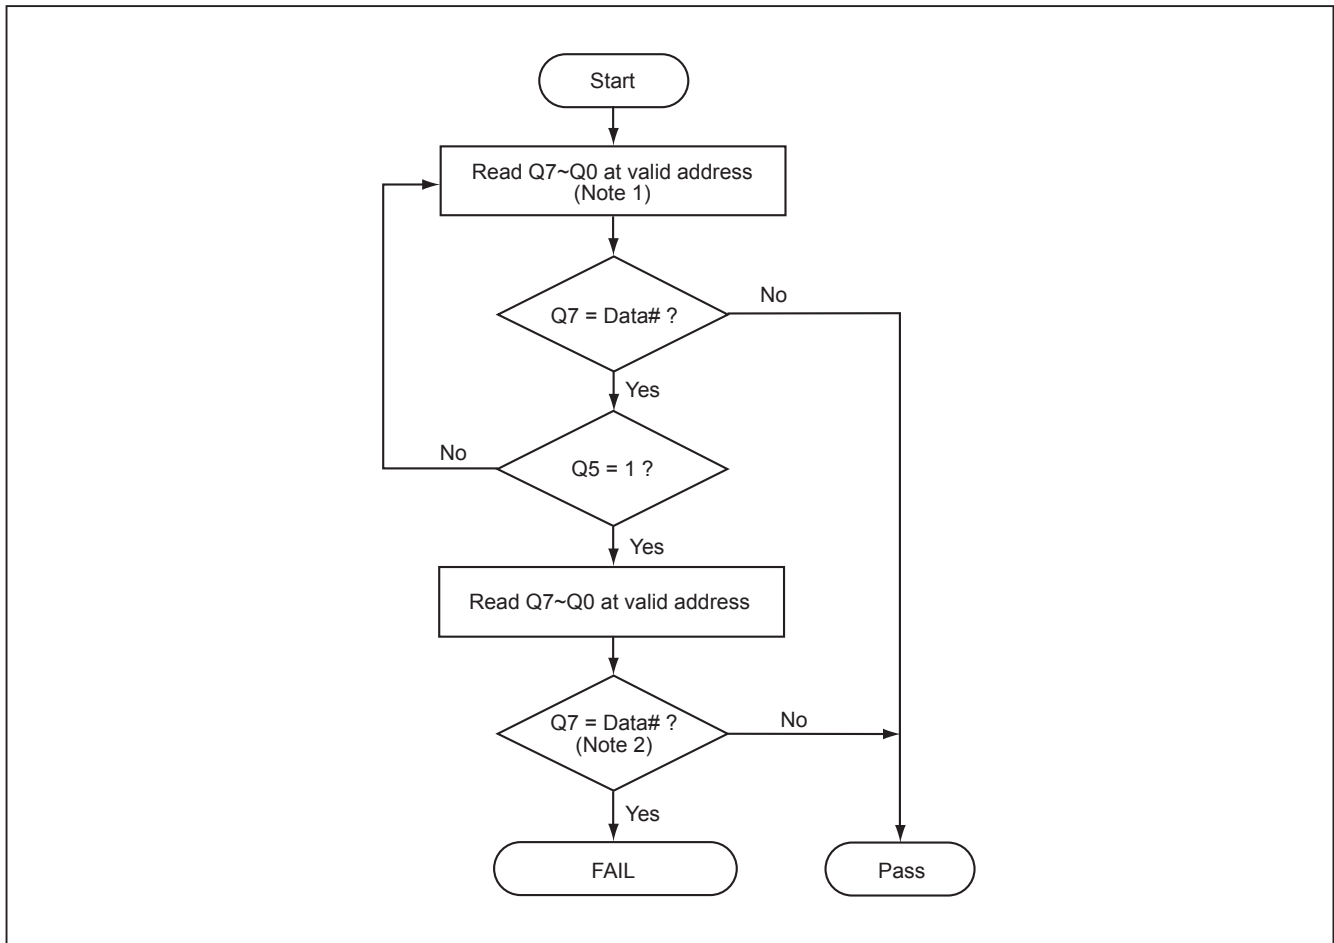 Start
Read Q7~Q0 at valid address
(Note 1)
Q7 = Data# ?
No
Yes
Q5 = 1 ?
No
Yes
Read Q7~Q0 at valid address
Q7 = Data# ?
(Note 2)
No
Yes
FAIL
Pass